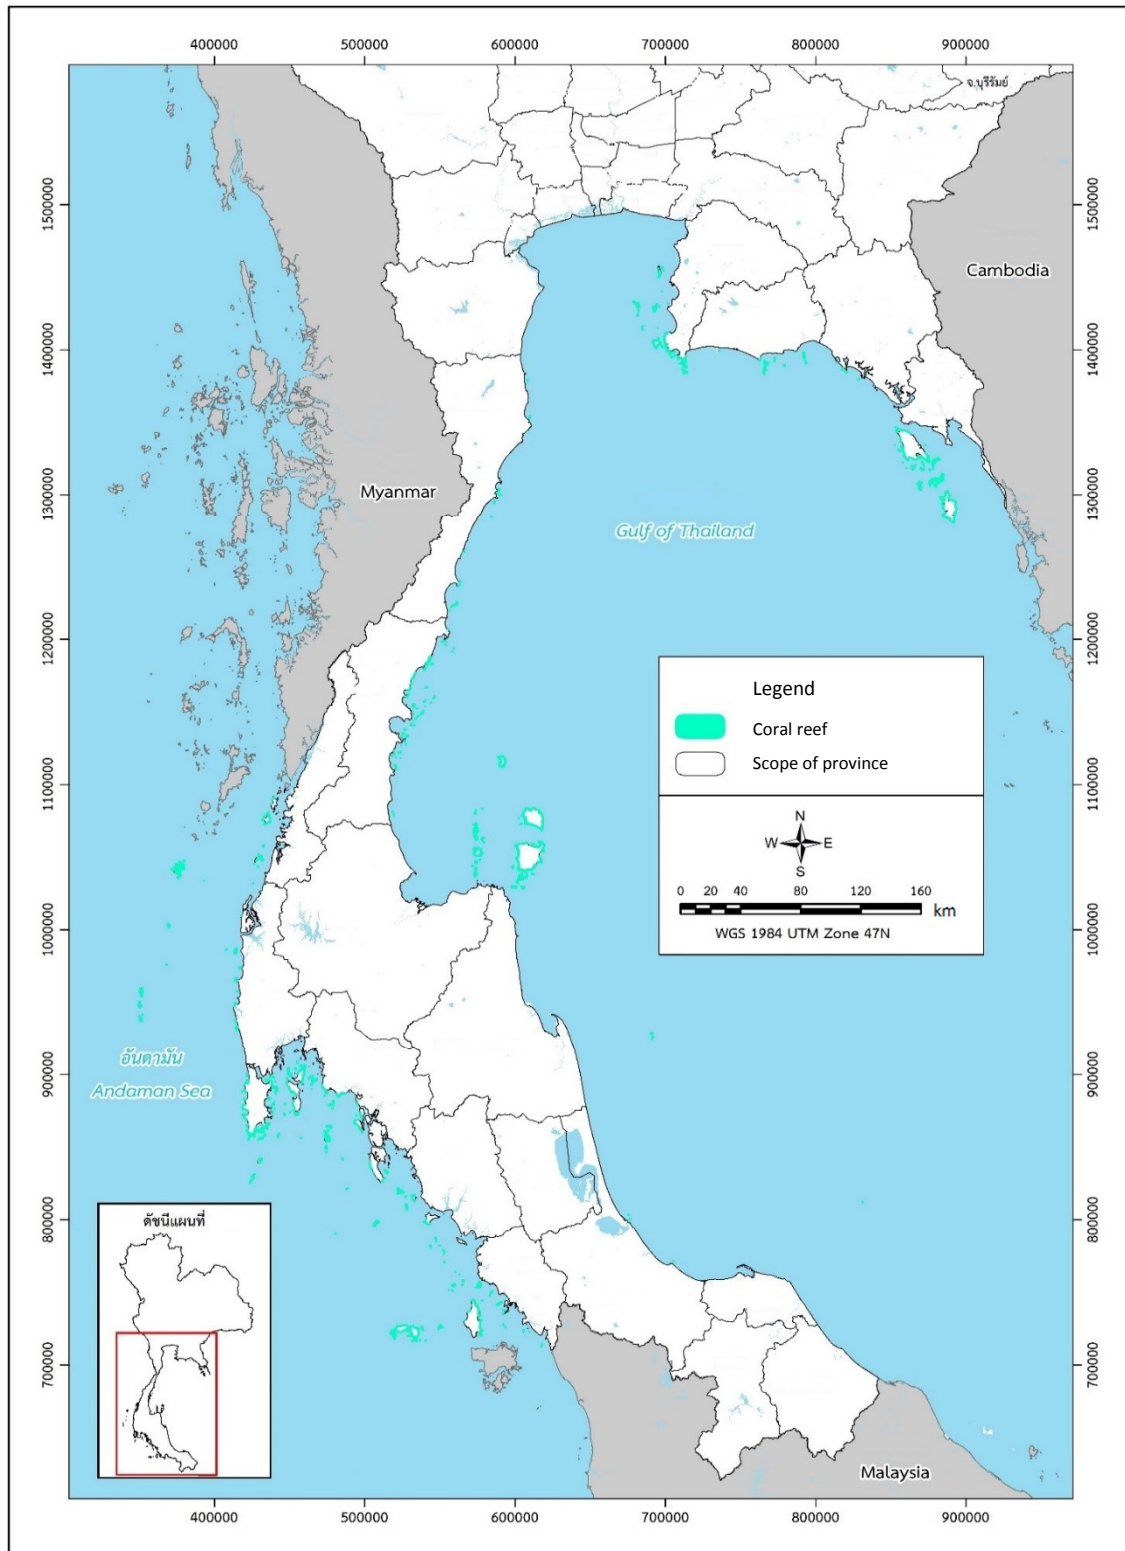 400000 500000 600000 700000 800000 900000
จ.บุรีรัมย์
1500000 1500000
Cambodia
1400000 1400000
Myanmar
1300000 1300000
Gulf of Thailand
1200000 1200000
Legend
Coral reef
Scope of province
1100000 1100000
N
W E
S
0 20 40 80 120 160
km
WGS 1984 UTM Zone 47N
1000000 1000000
อันดามัน
Andaman Sea
900000 900000
800000 800000
ดัชนีแผนที่
700000 700000
Malaysia
400000 500000 600000 700000 800000 900000